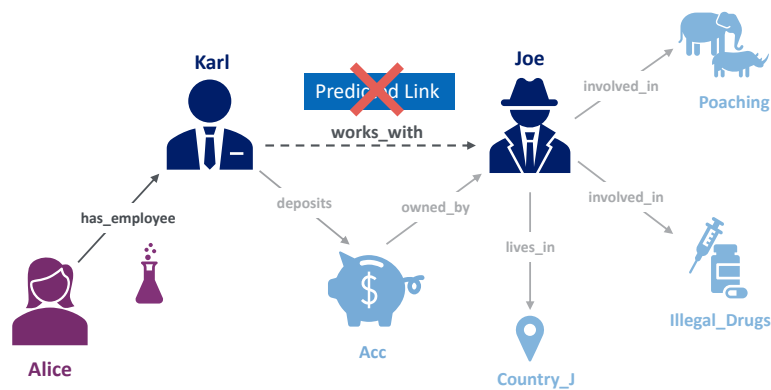 Karl
Joe
Predicted Link
works_with
involved_in
Poaching
has_employee
deposits
owned_by
involved_in
lives_in
$
Acc
Illegal_Drugs
Alice
Country_J